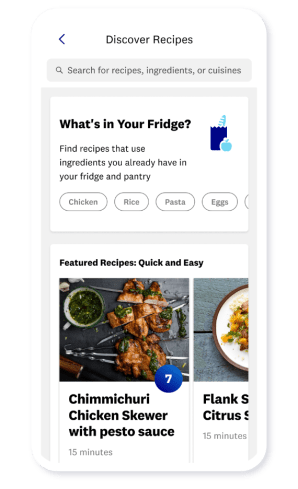 Discover Recipes
Search for recipes, ingredients, or cuisines
What's in Your Fridge?
Find recipes that use
ingredients you already have in
your fridge and pantry
Chicken Rice Pasta Eggs
Featured Recipes: Quick and Easy
7
Chimmichuri
Chicken Skewer
with pesto sauce
15 minutes
Flank S
Citrus S
15 minutes